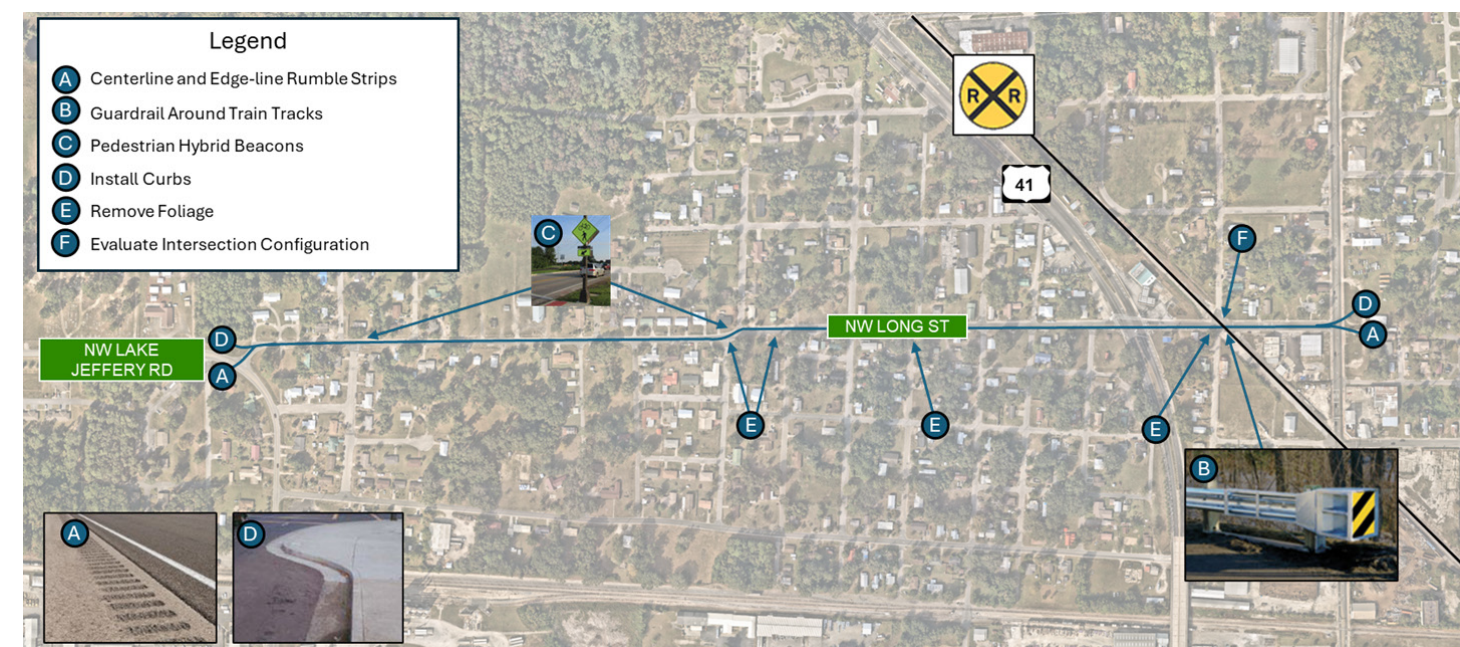 Legend
A Centerline and Edge-line Rumble Strips
B Guardrail Around Train Tracks
C Pedestrian Hybrid Beacons
D Install Curbs
E Remove Foliage
F Evaluate Intersection Configuration
R R
41
C
F
NW LONG ST
D
A
NW LAKE
JEFFERY RD
D
A
E
E
E
B
A
D